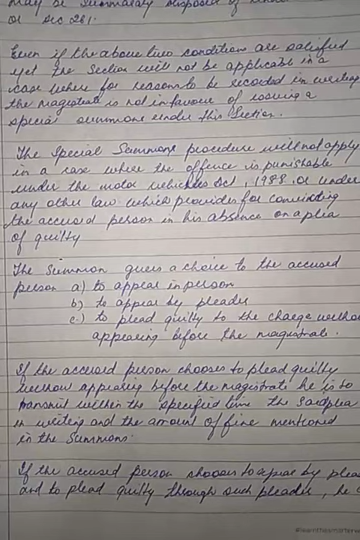 may be summarily disposed of under
or sec 261.
Even if the above two conditions are satisfied
yet the Section will not be applicable in a
case where for reasons to be recorded in writing
the magistrate is not in favour of issuing a
special summons under this Section.
The Special Summons procedure will not apply
in a case where the offence is punishable
under the motor vehicles Act, 1988 or under
any other law which provides for convicting
the accused person in his absence on a plea
of guilty
The Summon gives a choice to the accused
person a) to appear in person
b) to appear by pleader
c.) to plead guilty to the charge without
appearing before the magistrate.
If the accused person chooses to plead guilty
without appearing before the magistrate he is to
transmit within the specified time the said plea
in writing and the amount of fine mentioned
in the Summons.
If the accused person chooses to appear by plea
and to plead guilty through such pleader, he